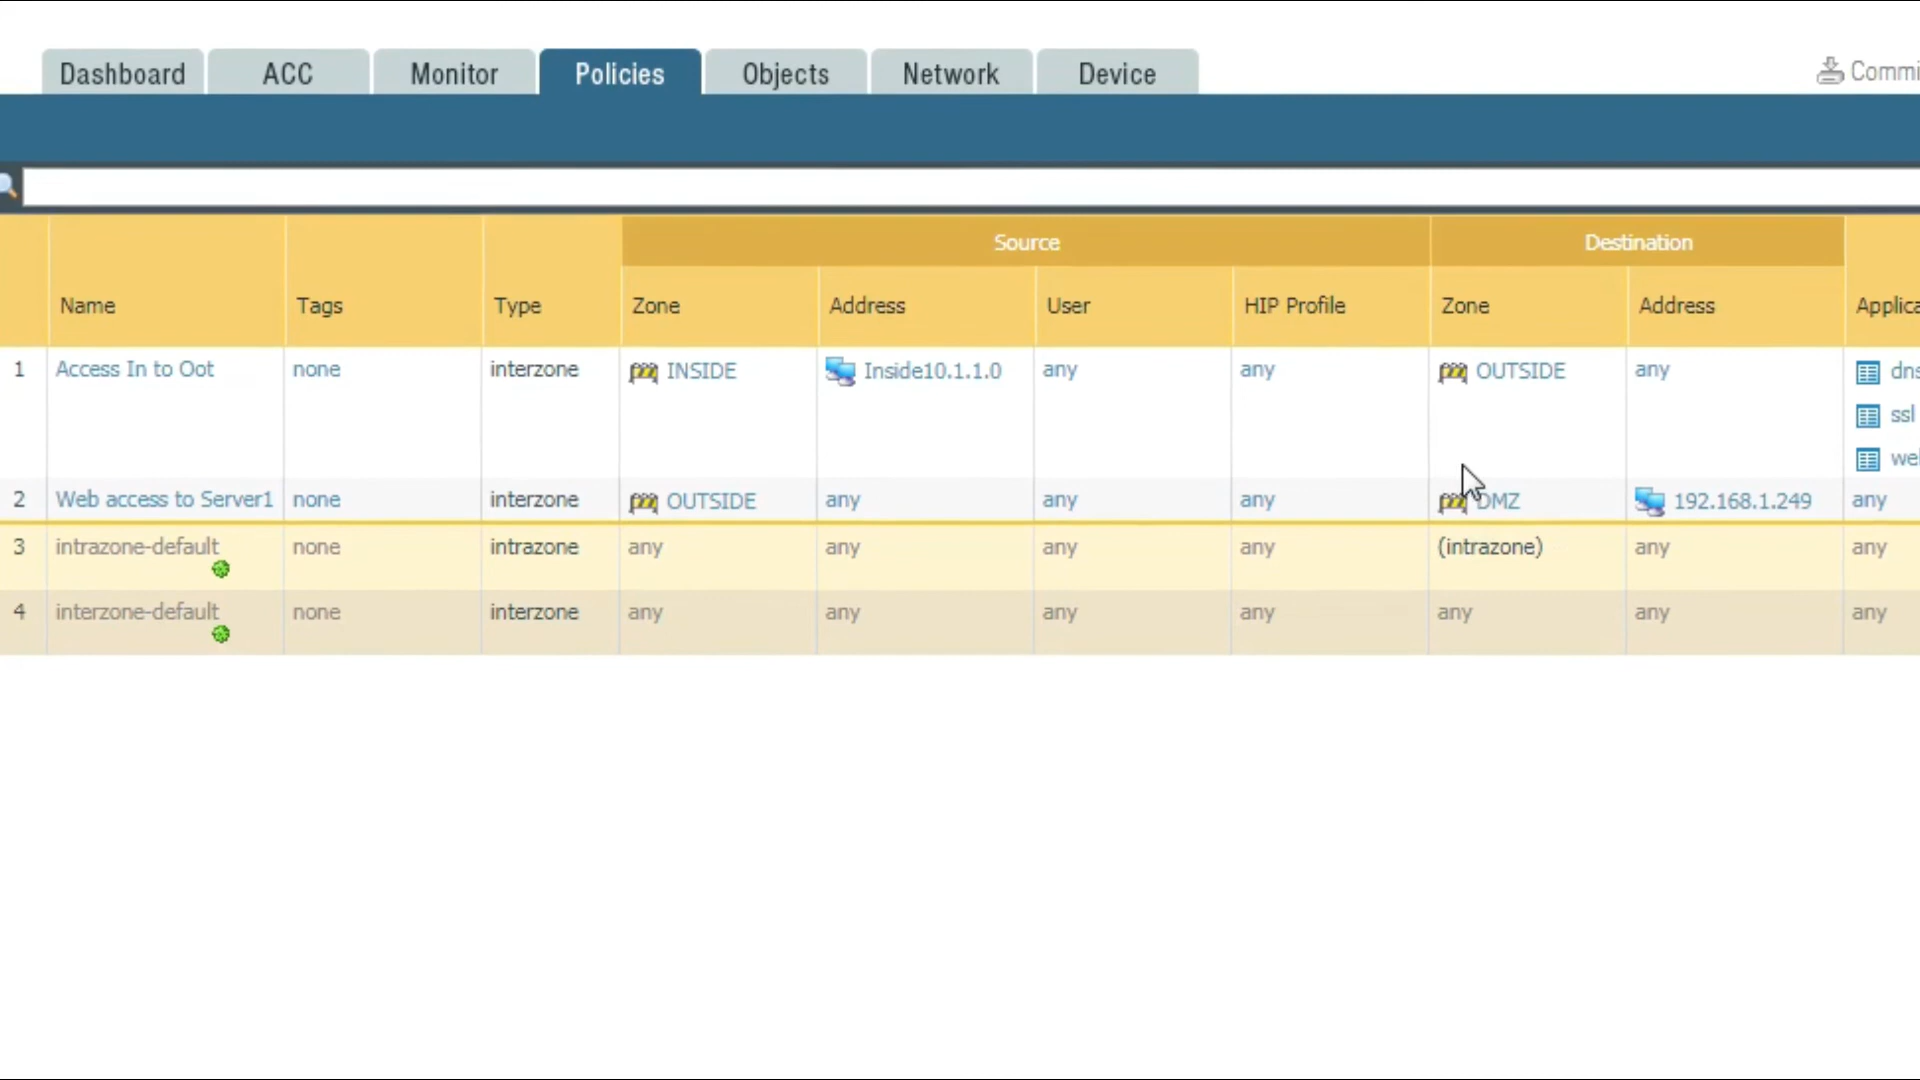 Dashboard ACC Monitor Policies Objects Network Device Commi
Source Destination
Name Tags Type Zone Address User HIP Profile Zone Address Applica
1 Access In to Oot none interzone INSIDE Inside10.1.1.0 any any OUTSIDE any dns
ssl
we
2 Web access to Server1 none interzone OUTSIDE any any any DMZ 192.168.1.249 any
3 intrazone-default none intrazone any any any any (intrazone) any any
4 interzone-default none interzone any any any any any any any